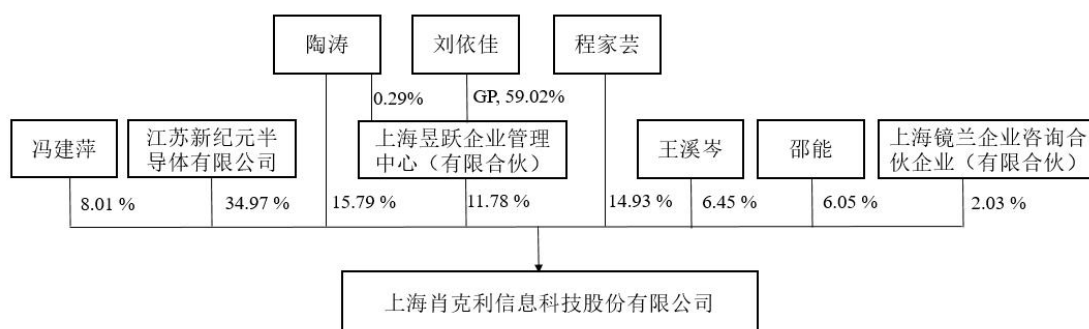 陶涛
刘依佳
程家芸
0.29%
GP, 59.02%
冯建萍
江苏新纪元半
导体有限公司
上海昱跃企业管理
中心（有限合伙）
王溪岑
邵能
上海镜兰企业咨询合
伙企业（有限合伙）
8.01 %
34.97 %
15.79 %
11.78 %
14.93 %
6.45 %
6.05 %
2.03 %
上海肖克利信息科技股份有限公司